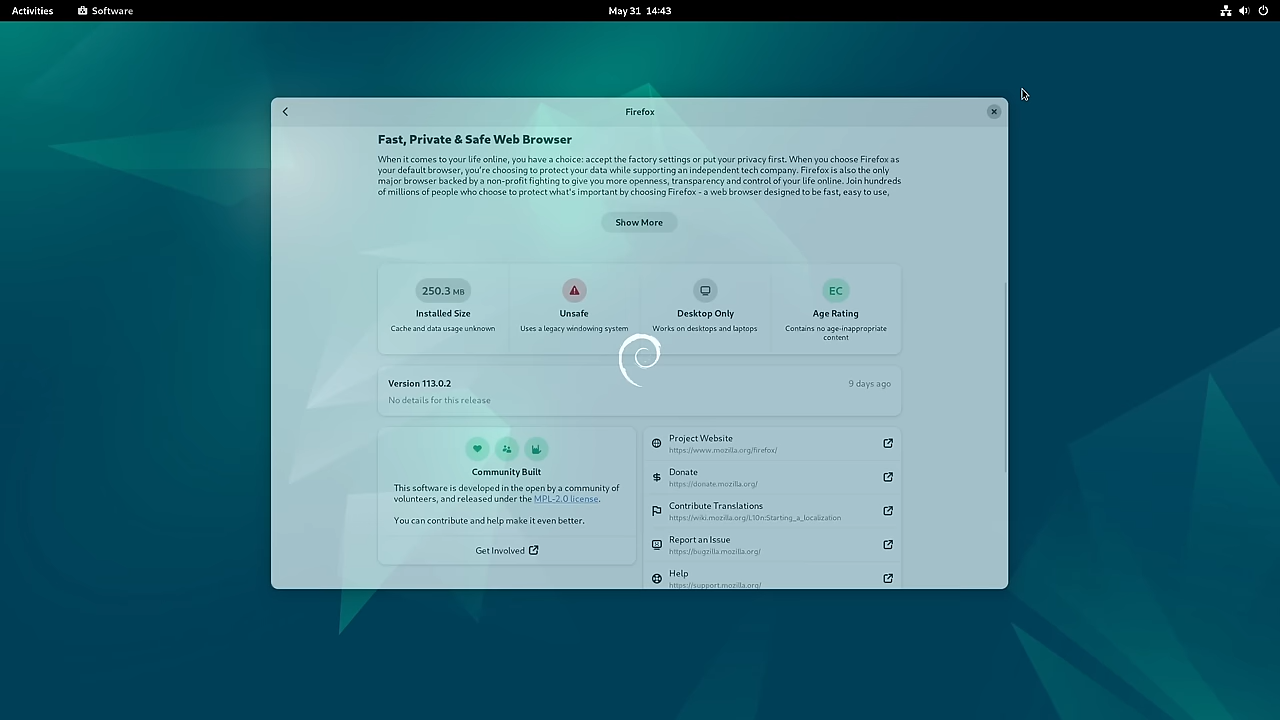 Activities Software May 31 14:43
Firefox
Fast, Private & Safe Web Browser
When it comes to your life online, you have a choice: accept the factory settings or put your privacy first. When you choose Firefox as
your default browser, you're choosing to protect your data while supporting an independent tech company. Firefox is also the only
major browser backed by a non-profit fighting to give you more openness, transparency and control of your life online. Join hundreds
of millions of people who choose to protect what's important by choosing Firefox - a web browser designed to be fast, easy to use,
Show More
250.3 MB
Installed Size
Cache and data usage unknown
Unsafe
Uses a legacy windowing system
Desktop Only
Works on desktops and laptops
EC
Age Rating
Contains no age-inappropriate
content
Version 113.0.2 9 days ago
No details for this release
Community Built
This software is developed in the open by a community of
volunteers, and released under the MPL-2.0 license.
You can contribute and help make it even better.
Get Involved
Project Website
https://www.mozilla.org/firefox/
Donate
https://donate.mozilla.org/
Contribute Translations
https://wiki.mozilla.org/L10n:Starting_a_localization
Report an Issue
https://bugzilla.mozilla.org/
Help
https://support.mozilla.org/